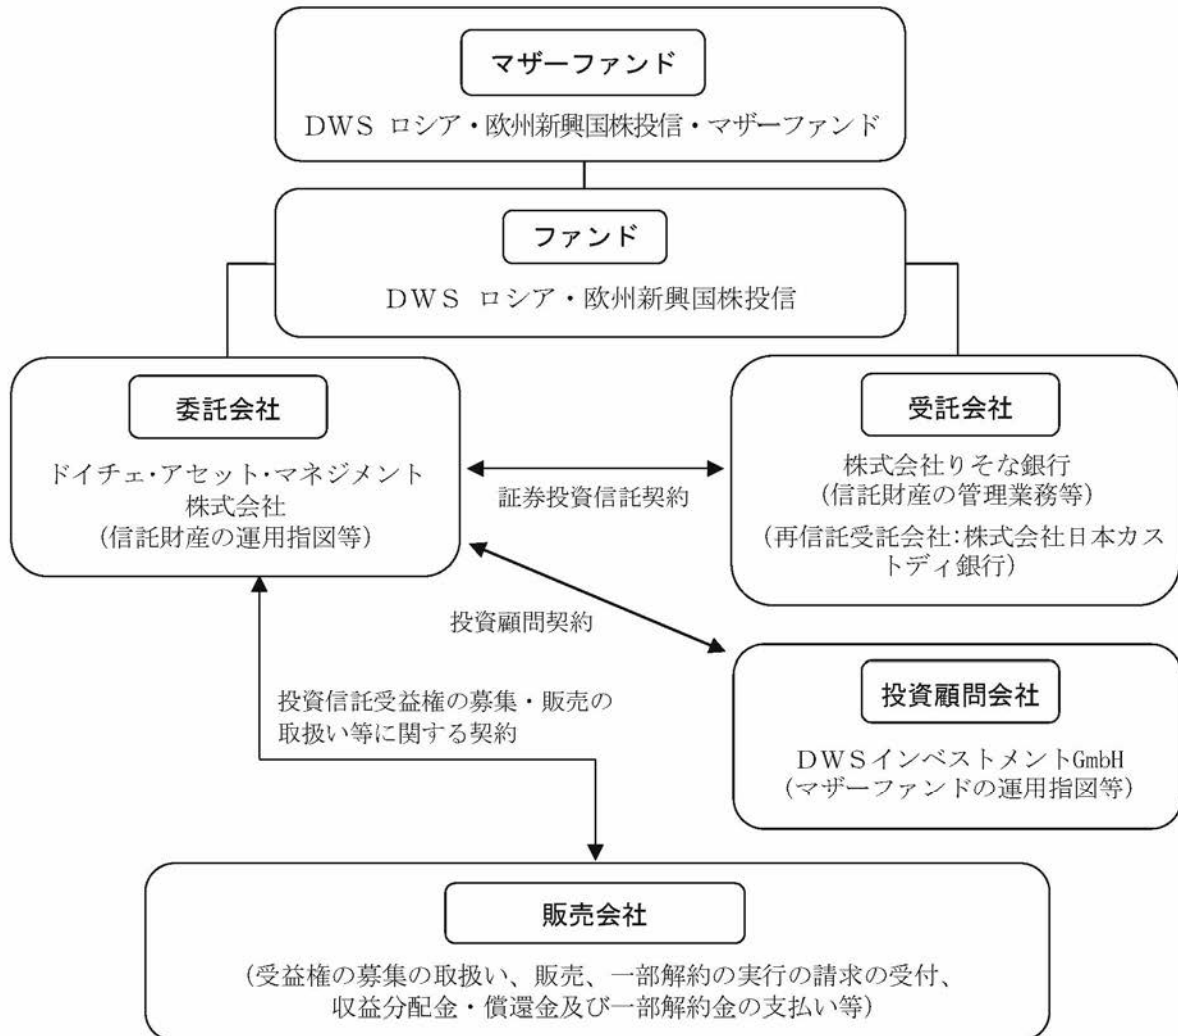 マザーファンド
DWS ロシア・欧州新興国株投信・マザーファンド
ファンド
DWS ロシア・欧州新興国株投信
委託会社
ドイチェ・アセット・マネジメント
株式会社
(信託財産の運用指図等)
証券投資信託契約
受託会社
株式会社りそな銀行
(信託財産の管理業務等)
(再信託受託会社:株式会社日本カス
トディ銀行)
投資顧問契約
投資顧問会社
DWSインベストメントGmbH
(マザーファンドの運用指図等)
投資信託受益権の募集・販売の
取扱い等に関する契約
販売会社
(受益権の募集の取扱い、販売、一部解約の実行の請求の受付、
収益分配金・償還金及び一部解約金の支払い等)